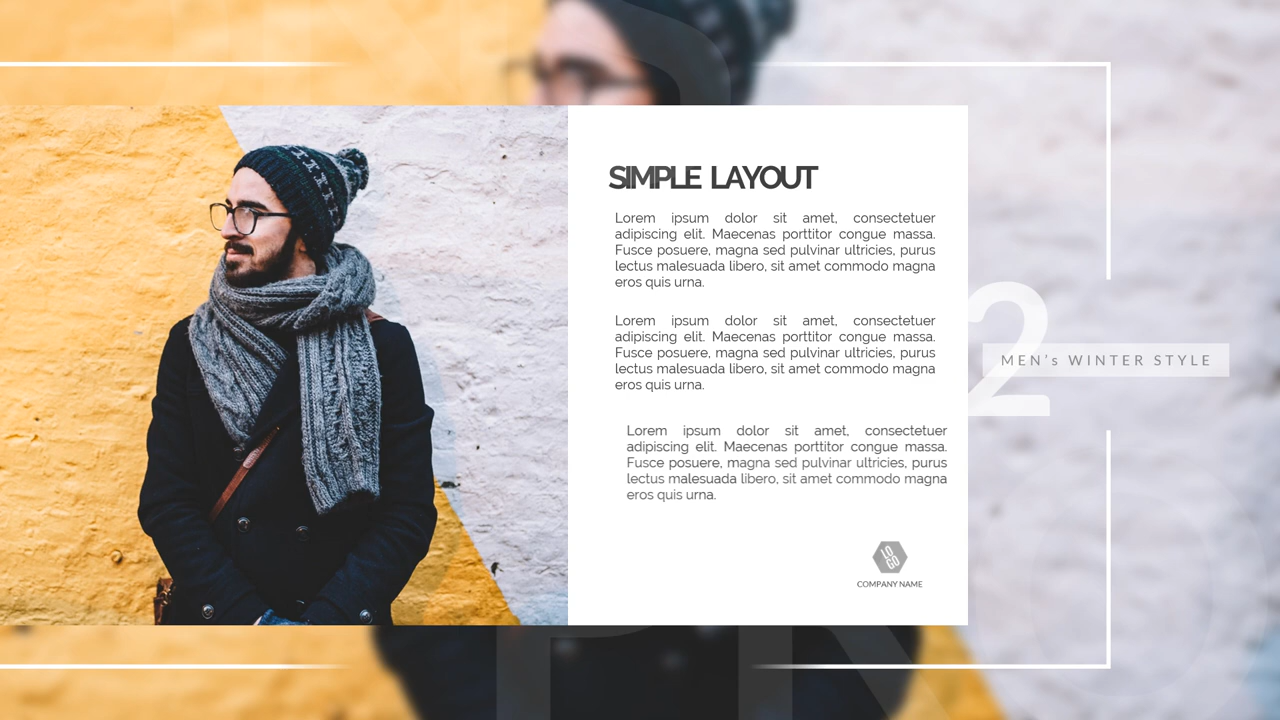 SIMPLE LAYOUT
Lorem ipsum dolor sit amet, consectetuer
adipiscing elit. Maecenas porttitor congue massa.
Fusce posuere, magna sed pulvinar ultricies, purus
lectus malesuada libero, sit amet commodo magna
eros quis urna.
Lorem ipsum dolor sit amet, consectetuer
adipiscing elit. Maecenas porttitor congue massa.
Fusce posuere, magna sed pulvinar ultricies, purus
lectus malesuada libero, sit amet commodo magna
eros quis urna.
Lorem ipsum dolor sit amet, consectetuer
adipiscing elit. Maecenas porttitor congue massa.
Fusce posuere, magna sed pulvinar ultricies, purus
lectus malesuada libero, sit amet commodo magna
eros quis urna.
LO
GO
COMPANY NAME
2
MEN's WINTER STYLE